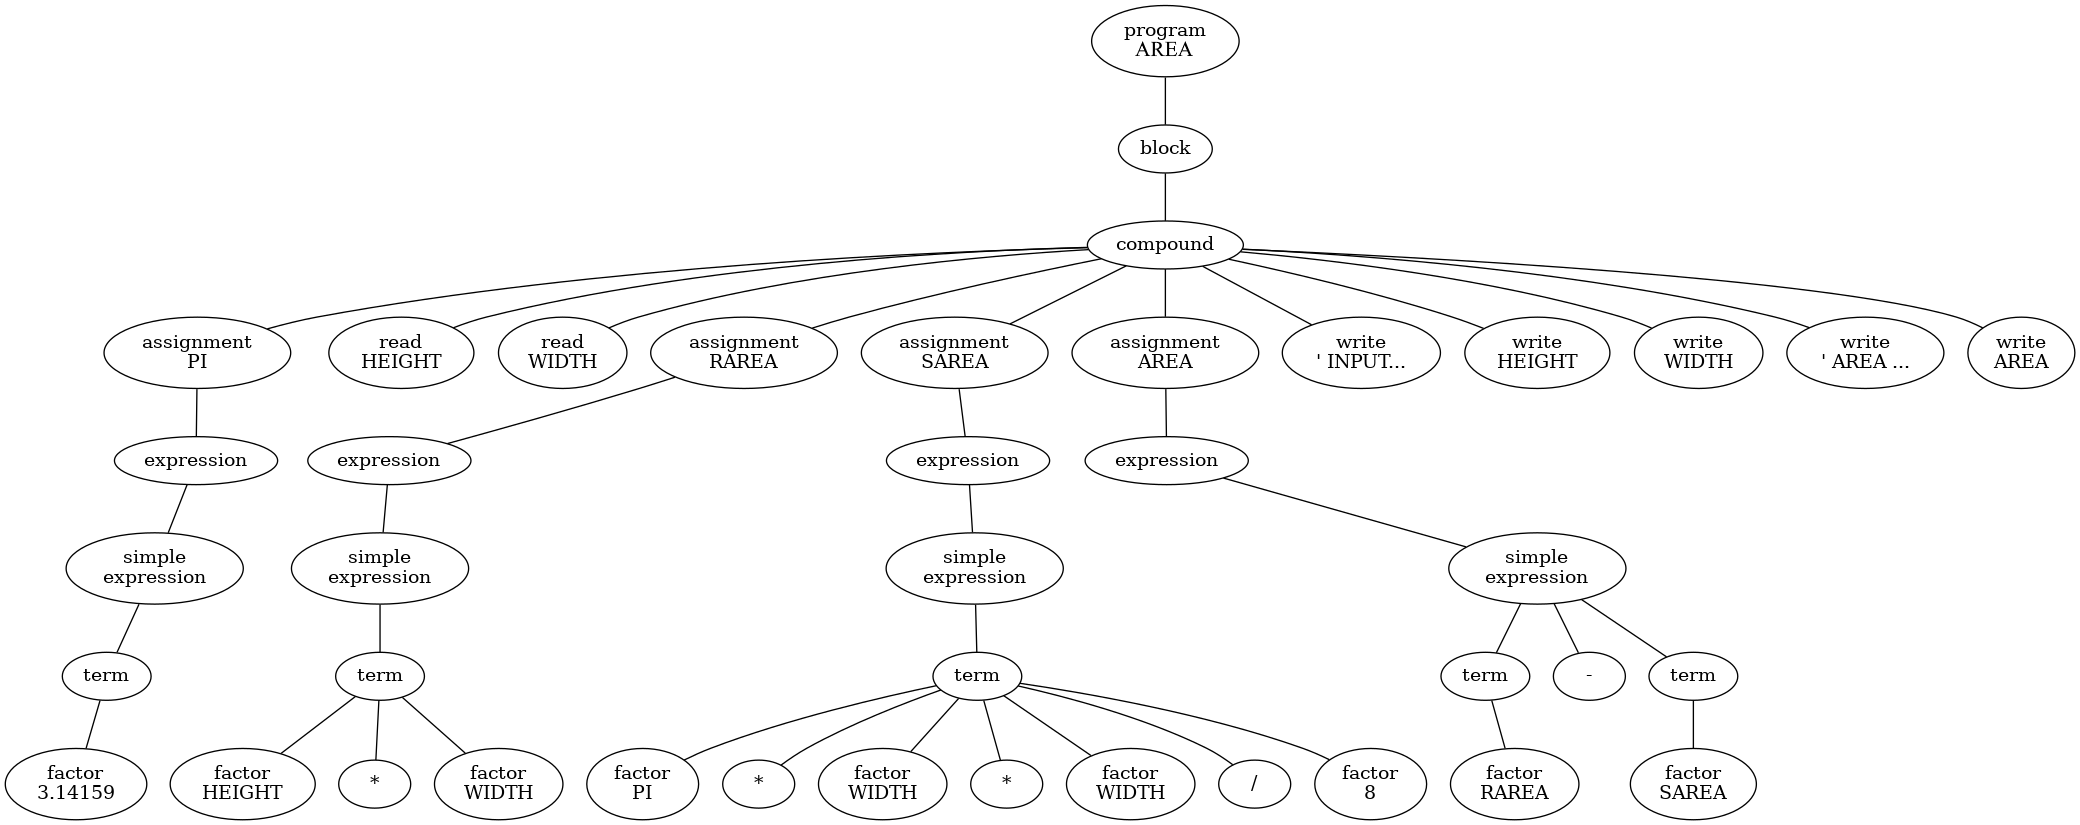 program
AREA
block
compound
assignment
PI
read
HEIGHT
read
WIDTH
assignment
RAREA
assignment
SAREA
assignment
AREA
write
' INPUT...
write
HEIGHT
write
WIDTH
write
' AREA ...
write
AREA
expression
expression
expression
expression
simple
expression
simple
expression
simple
expression
simple
expression
term
term
term
term
-
term
factor
3.14159
factor
HEIGHT
*
factor
WIDTH
factor
PI
*
factor
WIDTH
*
factor
WIDTH
/
factor
8
factor
RAREA
factor
SAREA